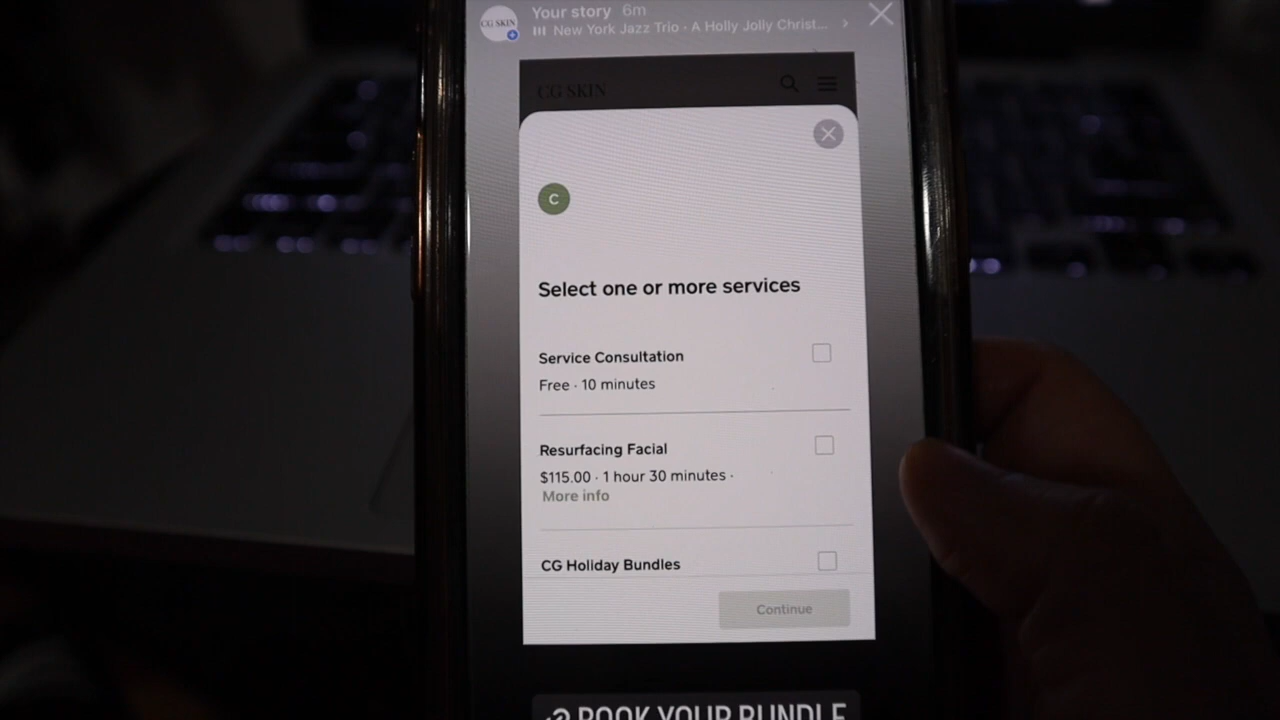 CG SKIN
Your story 6m
New York Jazz Trio · A Holly Jolly Christ...
CG SKIN
C
Select one or more services
Service Consultation
Free · 10 minutes
Resurfacing Facial
$115.00 · 1 hour 30 minutes ·
More info
CG Holiday Bundles
Continue
BOOK YOUR BUNDLE